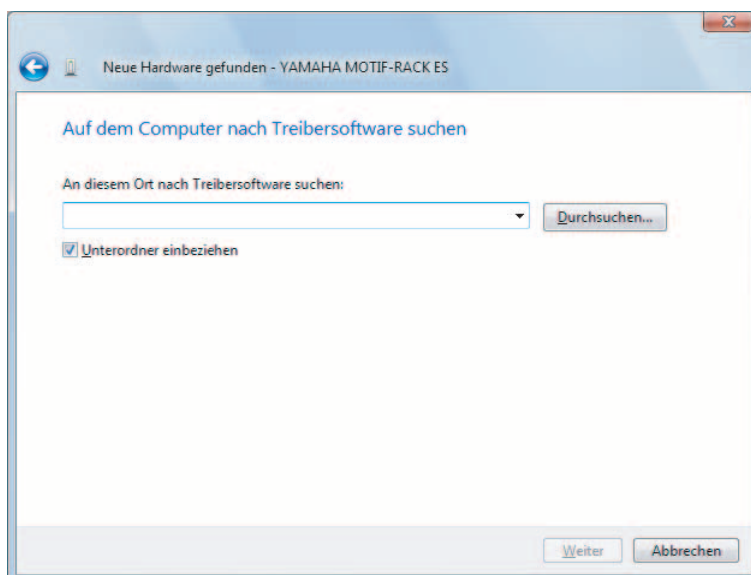 Neue Hardware gefunden - YAMAHA MOTIF-RACK ES
Auf dem Computer nach Treibersoftware suchen
An diesem Ort nach Treibersoftware suchen:
Durchsuchen...
Unterordner einbeziehen
Weiter
Abbrechen